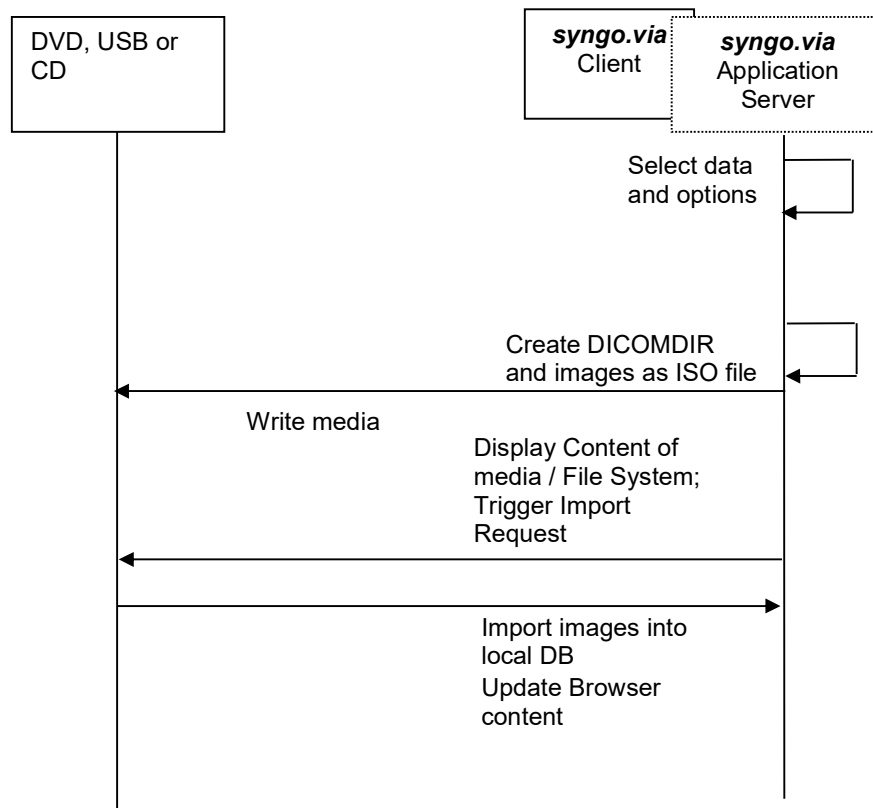 DVD, USB or
CD
syngo.via
Client
syngo.via
Application
Server
Select data
and options
Create DICOMDIR
and images as ISO file
Write media
Display Content of
media / File System;
Trigger Import
Request
Import images into
local DB
Update Browser
content